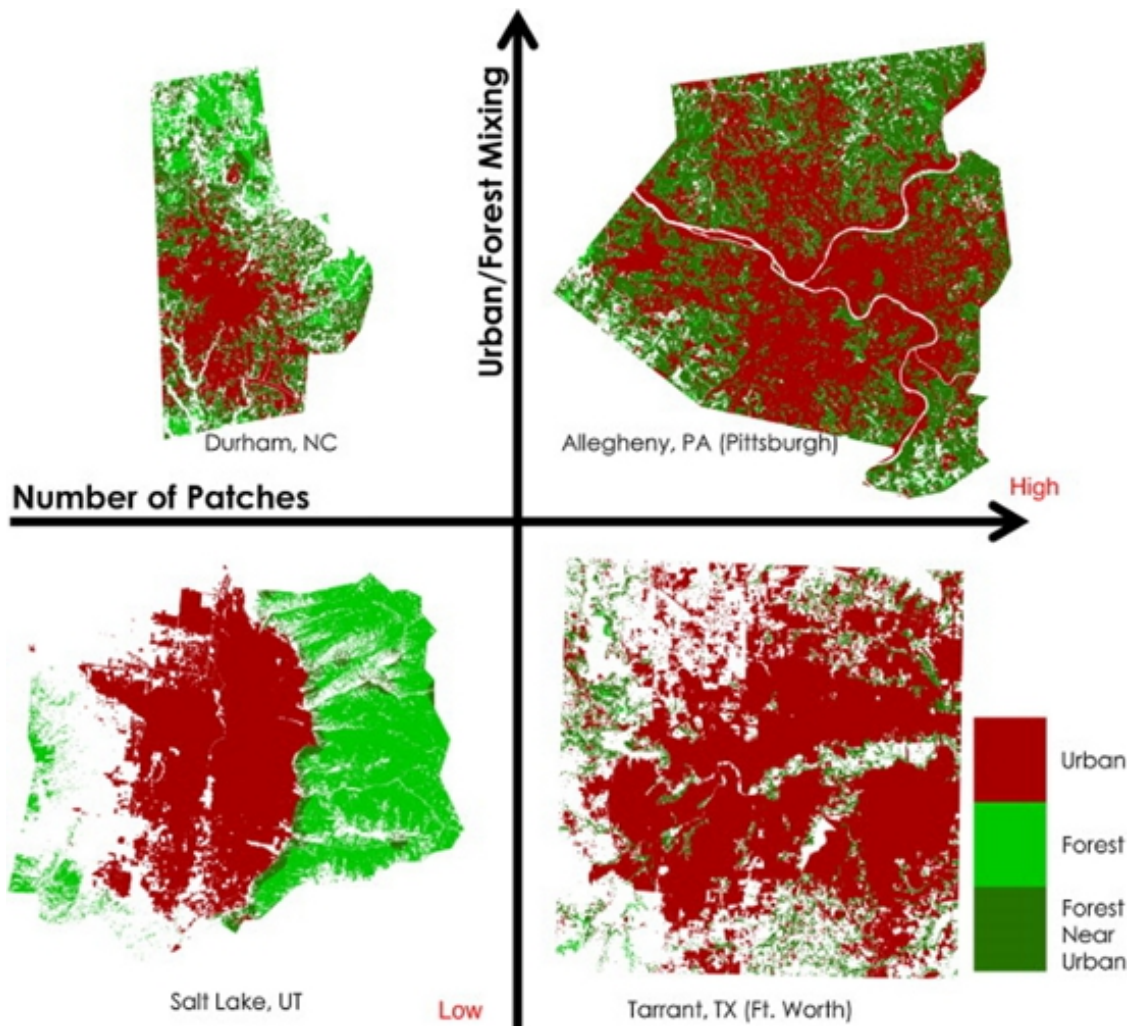 Urban/Forest Mixing
Durham, NC
Allegheny, PA (Pittsburgh)
Number of Patches
High
Urban
Forest
Forest
Near
Urban
Salt Lake, UT
Low
Tarrant, TX (Ft. Worth)